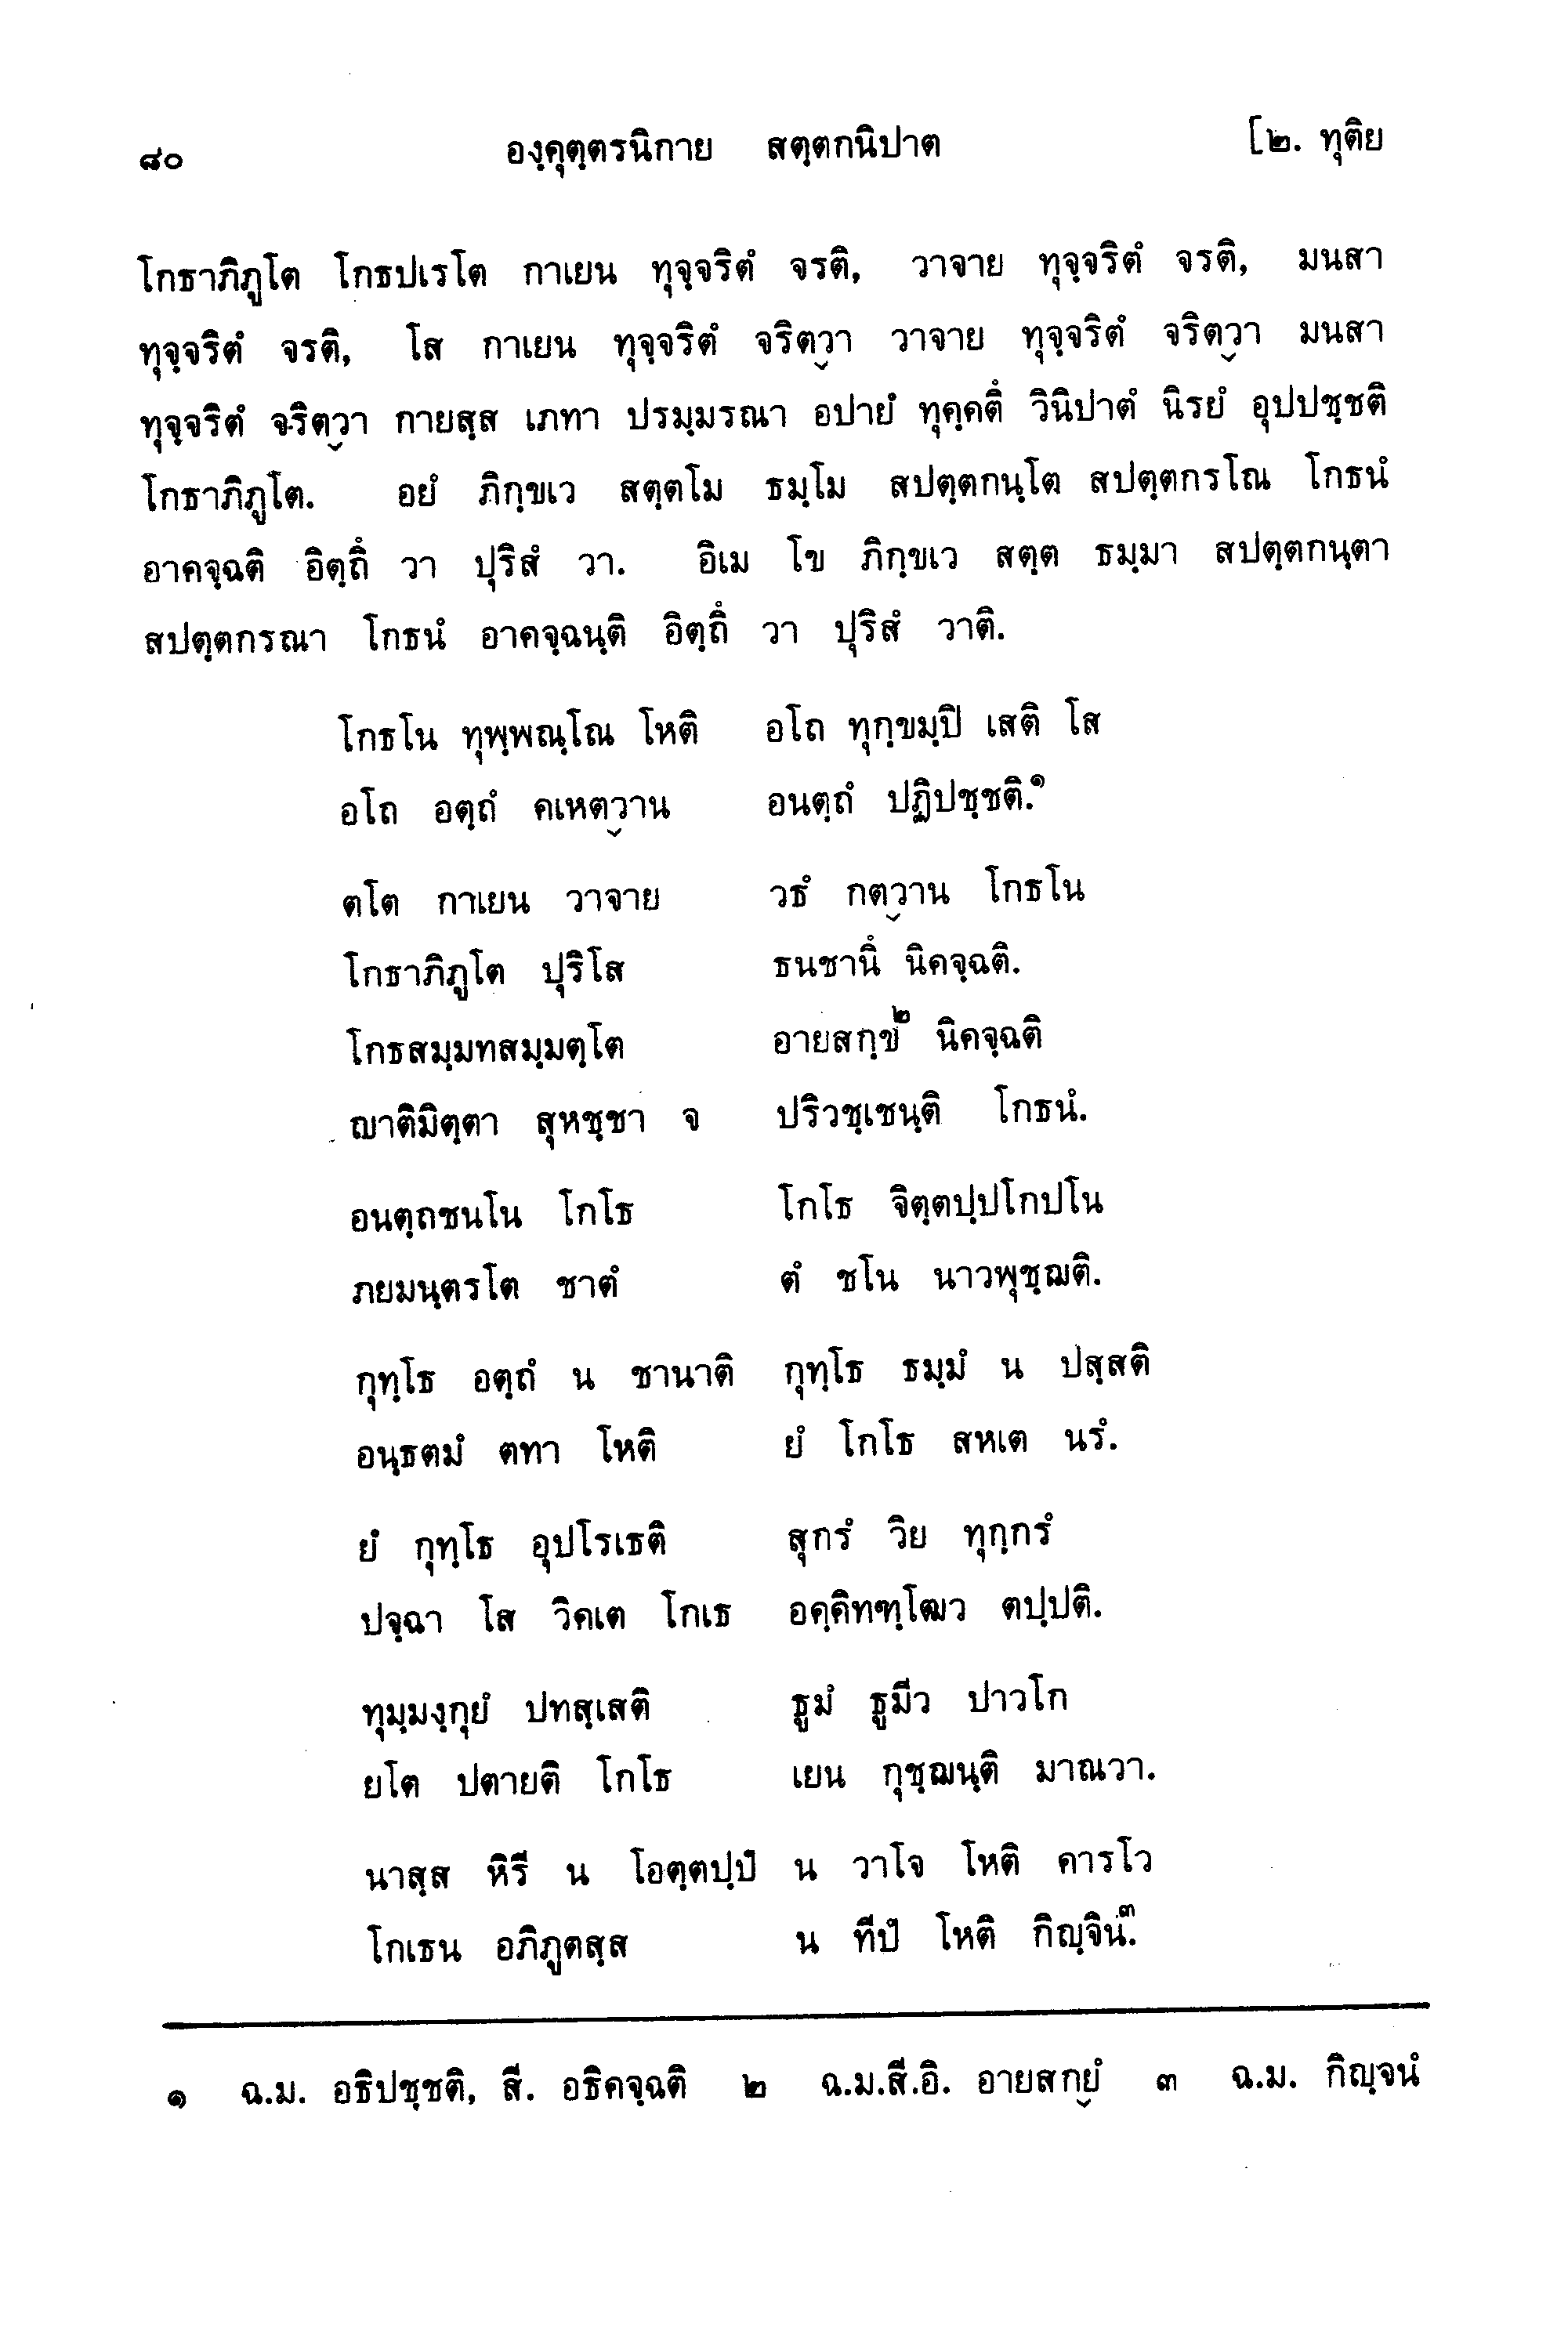 ๘๐ องฺคุตฺตรนิกาย สตฺตกนิปาต [๒. ทุติย
โกธาภิภูโต โกธปเรโต กาเยน ทุจฺจริตํ จรติ, วาจาย ทุจฺจริตํ จรติ, มนสา
ทุจฺจริตํ จรติ, โส กาเยน ทุจฺจริตํ จริตฺวา วาจาย ทุจฺจริตํ จริตฺวา มนสา
ทุจฺจริตํ จริตฺวา กายสฺส เภทา ปรมฺมรณา อปายํ ทุคฺคตึ วินิปาตํ นิรยํ อุปปชฺชติ
โกธาภิภูโต. อยํ ภิกฺขเว สตฺตโม ธมฺโม สปตฺตกนฺโต สปตฺตกรโณ โกธนํ
อาคจฺฉติ อิตฺถึ วา ปุริสํ วา. อิเม โข ภิกฺขเว สตฺต ธมฺมา สปตฺตกนฺตา
สปตฺตกรณา โกธนํ อาคจฺฉนฺติ อิตฺถึ วา ปุริสํ วาติ.
โกธโน ทุพฺพณฺโณ โหติ อโถ ทุกฺขมฺปิ เสติ โส
อโถ อตฺถํ คเหตฺวาน อนตฺถํ ปฏิปชฺชติ.๑
ตโต กาเยน วาจาย วธํ กตฺวาน โกธโน
โกธาภิภูโต ปุริโส ธนชานึ นิคจฺฉติ.
โกธสมฺมทสมฺมตฺโต อายสกฺขํ๒ นิคจฺฉติ
ญาติมิตฺตา สุหชฺชา จ ปริวชฺเชนฺติ โกธนํ.
อนตฺถชนโน โกโธ โกโธ จิตฺตปฺปโกปโน
ภยมนฺตรโต ชาตํ ตํ ชโน นาวพุชฺฌติ.
กุทฺโธ อตฺถํ น ชานาติ กุทฺโธ ธมฺมํ น ปสฺสติ
อนฺธตมํ ตทา โหติ ยํ โกโธ สหเต นรํ.
ยํ กุทฺโธ อุปโรเธติ สุกรํ วิย ทุกฺกรํ
ปจฺฉา โส วิคเต โกเธ อคฺคิทฑฺโฒว ตปฺปติ.
ทุมฺมงฺกุยํ ปทสฺเสติ ธูมํ ธูมีว ปาวโก
ยโต ปตายติ โกโธ เยน กุชฺฌนฺติ มาณวา.
นาสฺส หิรี น โอตฺตปฺปํ น วาโจ โหติ คารโว
โกเธน อภิภูตสฺส น ทีปํ โหติ กิญฺจินํ.๓
๑ ฉ.ม. อธิปชฺชติ, สี. อธิคจฺฉติ ๒ ฉ.ม.สี.อิ. อายสกฺยํ ๓ ฉ.ม. กิญฺจนํ